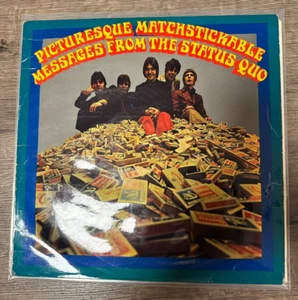 PICTURESQUE MATCHSTICKABLE
MESSAGES FROM THE STATUS QUO